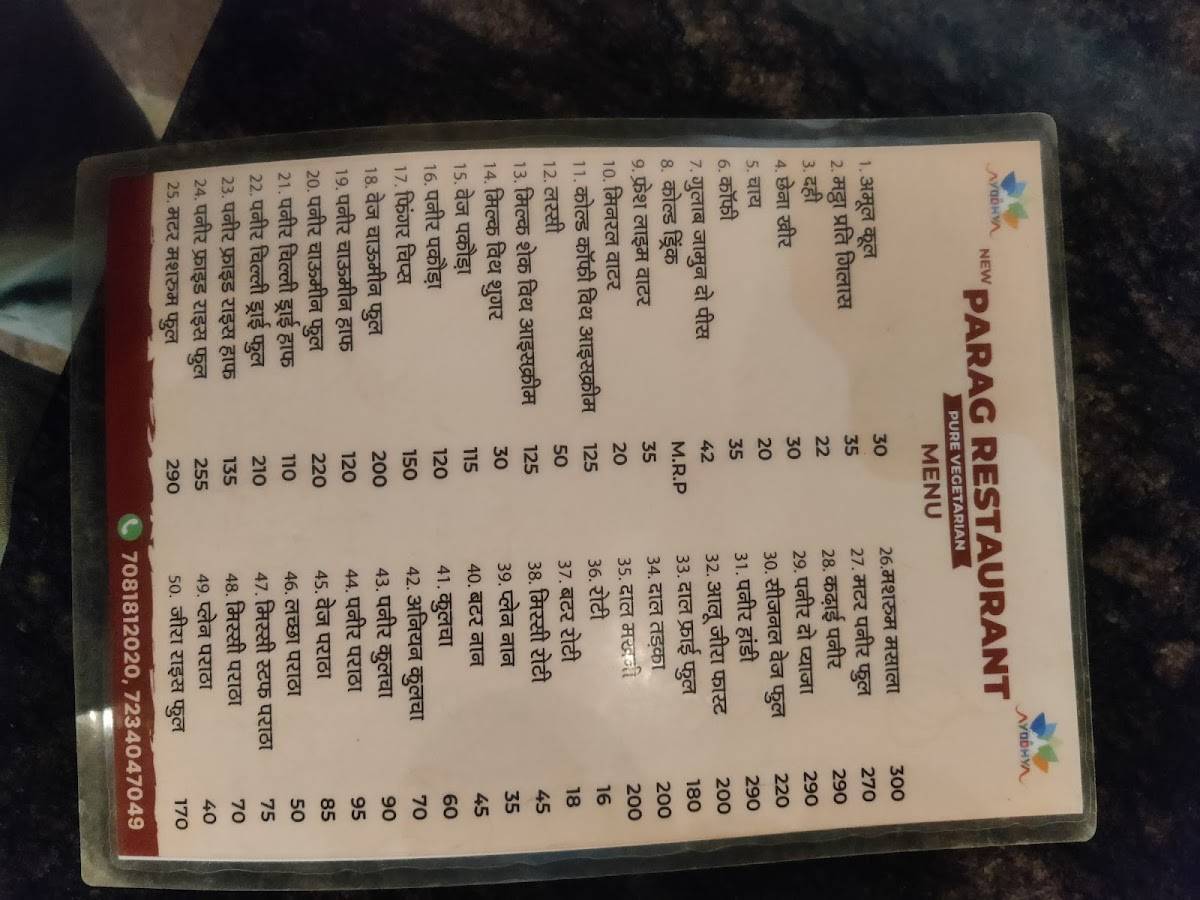 AYODHYA
NEW PARAG RESTAURANT
AYODHYA
PURE VEGETARIAN
MENU
1. अमूल कूल 30
2. मट्ठा प्रति गिलास 35
3. दही 22
4. छेना खीर 30
5. चाय 20
6. कॉफी 35
7. गुलाब जामुन दो पीस 42
8. कोल्ड ड्रिंक M.R.P
9. फ्रेश लाइम वाटर 35
10. मिनरल वाटर 20
11. कोल्ड कॉफी विथ आइसक्रीम 125
12. लस्सी 50
13. मिल्क शेक विथ आइसक्रीम 125
14. मिल्क विथ शुगर 30
15. वेज पकौड़ा 115
16. पनीर पकौड़ा 120
17. फिंगर चिप्स 150
18. वेज चाऊमीन फुल 200
19. पनीर चाऊमीन हाफ 120
20. पनीर चाऊमीन फुल 220
21. पनीर चिल्ली ड्राई हाफ 110
22. पनीर चिल्ली ड्राई फुल 210
23. पनीर फ्राइड राइस हाफ 135
24. पनीर फ्राइड राइस फुल 255
25. मटर मशरुम फुल 290
26. मशरुम मसाला 300
27. मटर पनीर फुल 270
28. कढ़ाई पनीर 290
29. पनीर दो प्याजा 290
30. सीजनल वेज फुल 220
31. पनीर हांडी 290
32. आलू जीरा फास्ट 200
33. दाल फ्राई फुल 180
34. दाल तड़का 200
35. दाल मखनी 200
36. रोटी 16
37. बटर रोटी 18
38. मिस्सी रोटी 45
39. प्लेन नान 35
40. बटर नान 45
41. कुलचा 60
42. अनियन कुलचा 70
43. पनीर कुलचा 90
44. पनीर पराठा 95
45. वेज पराठा 85
46. लच्छा पराठा 50
47. मिस्सी स्टफ पराठा 75
48. मिस्सी पराठा 70
49. प्लेन पराठा 40
50. जीरा राइस फुल 170
7081812020, 7234047049